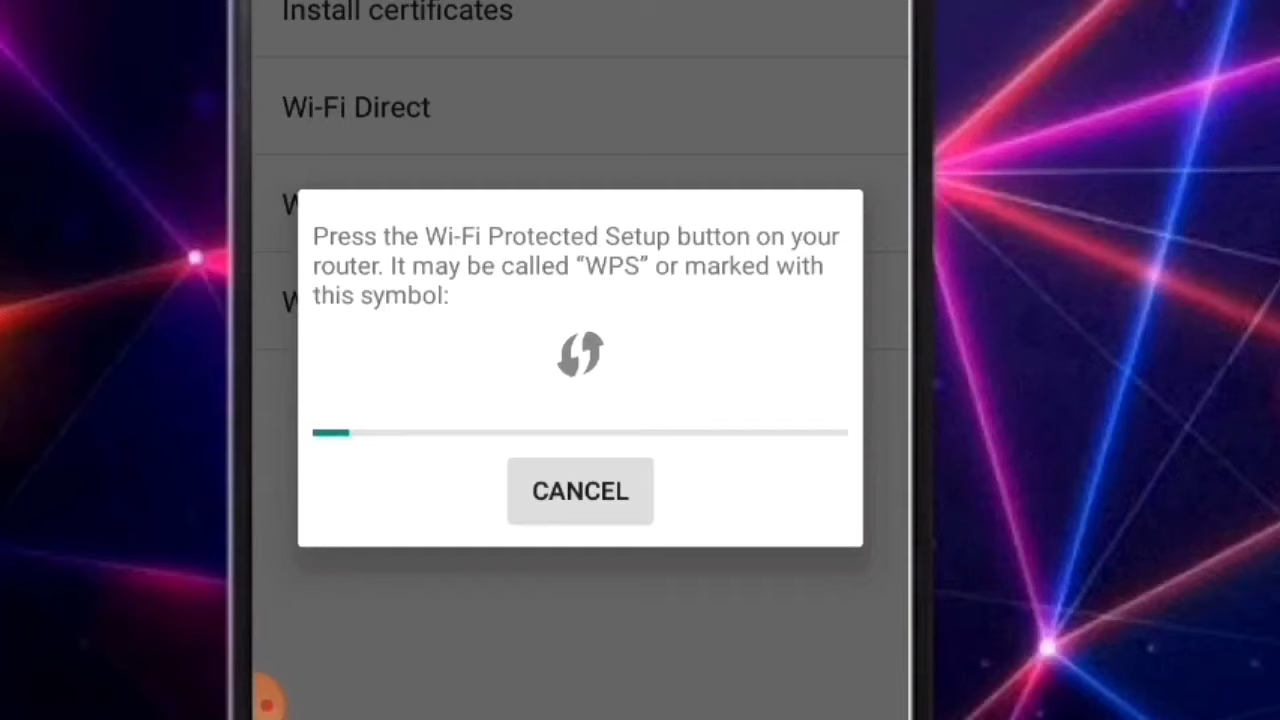 Install certificates
Wi-Fi Direct
W
Press the Wi-Fi Protected Setup button on your
router. It may be called “WPS” or marked with
this symbol:
W
CANCEL